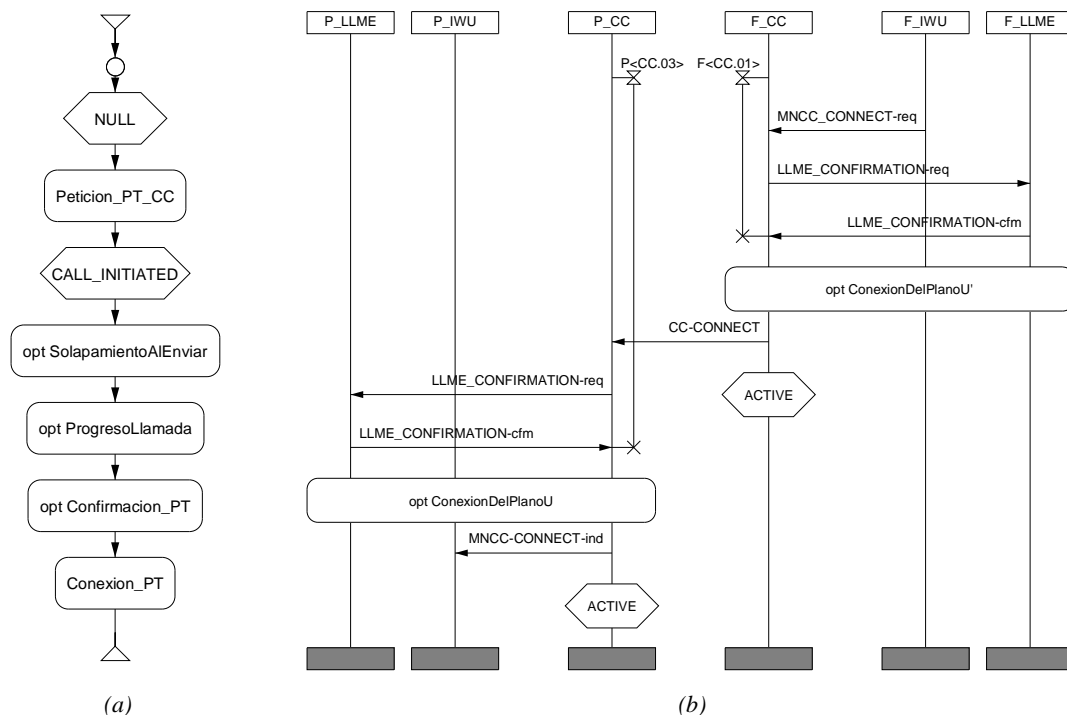 P_LLME
P_IWU
P_CC
F_CC
F_IWU
F_LLME
NULL
Peticion_PT_CC
CALL_INITIATED
opt SolapamientoAlEnviar
opt ProgresoLlamada
opt Confirmacion_PT
Conexion_PT
(a)
P<CC.03>
F<CC.01>
MNCC_CONNECT-req
LLME_CONFIRMATION-req
LLME_CONFIRMATION-cfm
opt ConexionDelPlanoU'
CC-CONNECT
ACTIVE
LLME_CONFIRMATION-req
LLME_CONFIRMATION-cfm
opt ConexionDelPlanoU
MNCC-CONNECT-ind
ACTIVE
(b)